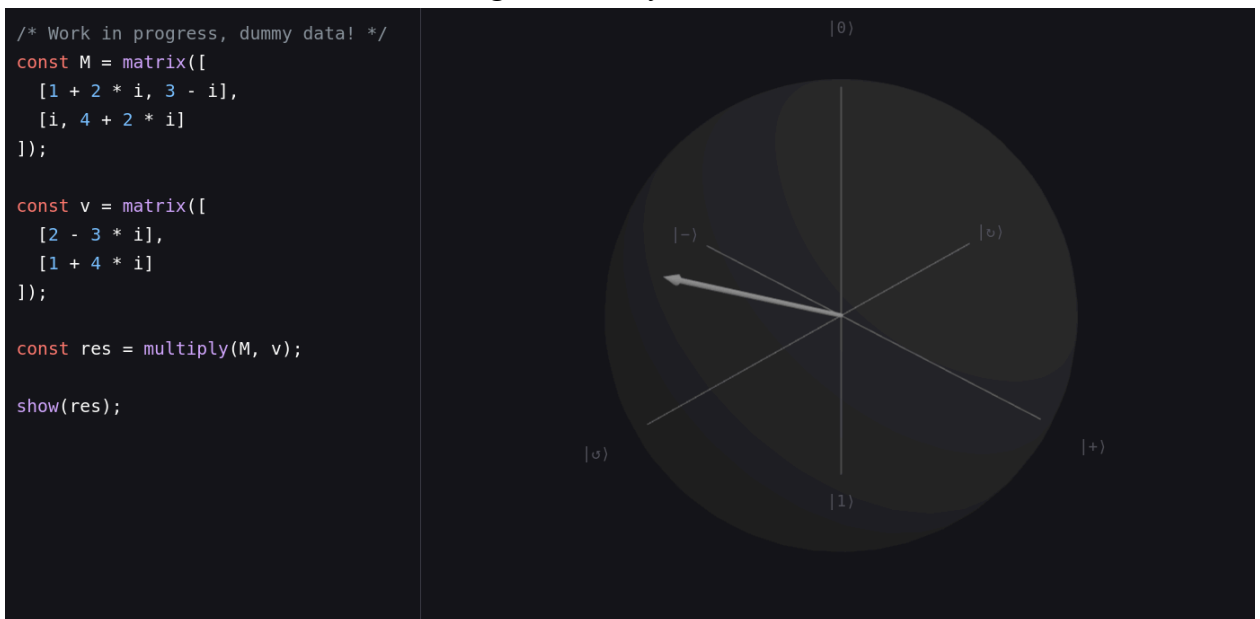 /* Work in progress, dummy data! */
const M = matrix([
  [1 + 2 * i, 3 - i],
  [i, 4 + 2 * i]
]);
const v = matrix([
  [2 - 3 * i],
  [1 + 4 * i]
]);
const res = multiply(M, v);
show(res);
|0⟩
|−⟩
|↻⟩
|↺⟩
|+⟩
|1⟩